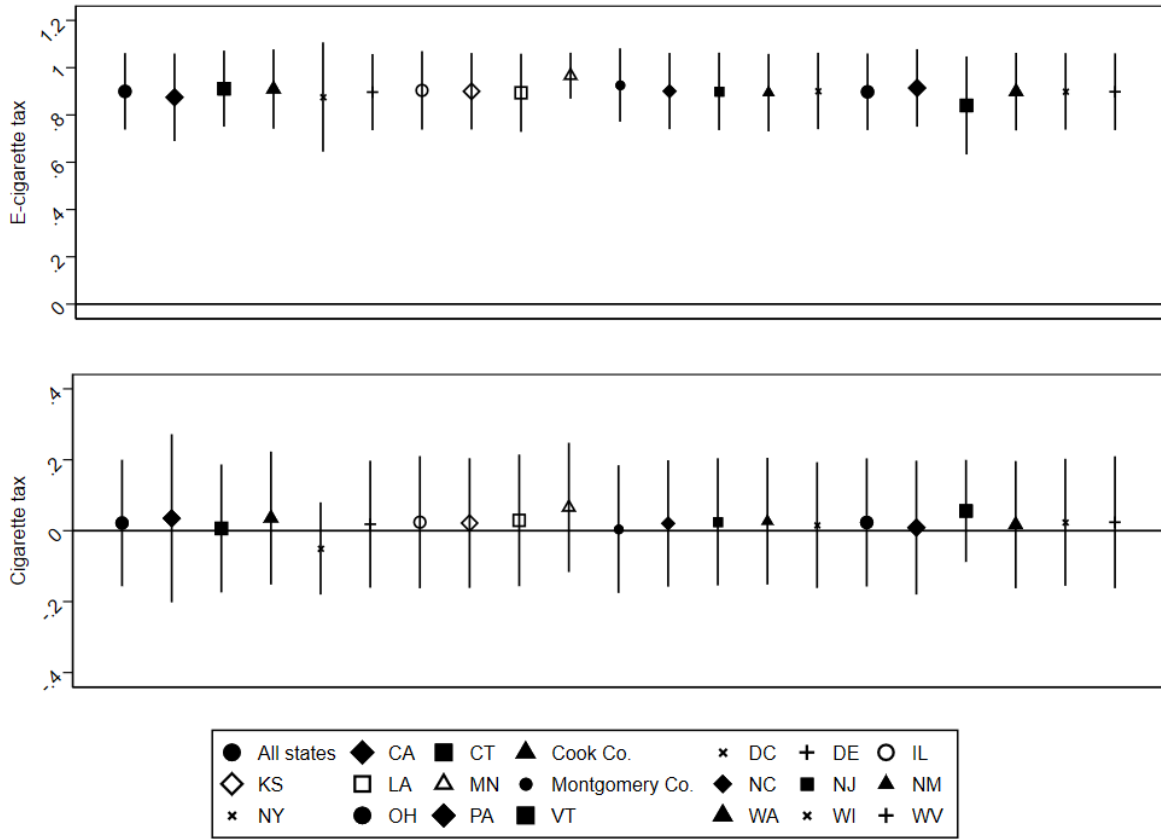 E-cigarette tax
1.2
1
.8
.6
.4
.2
0
Cigarette tax
.4
.2
0
-.2
-.4
All states CA CT Cook Co. DC DE IL
KS LA MN Montgomery Co. NC NJ NM
NY OH PA VT WA WI WV